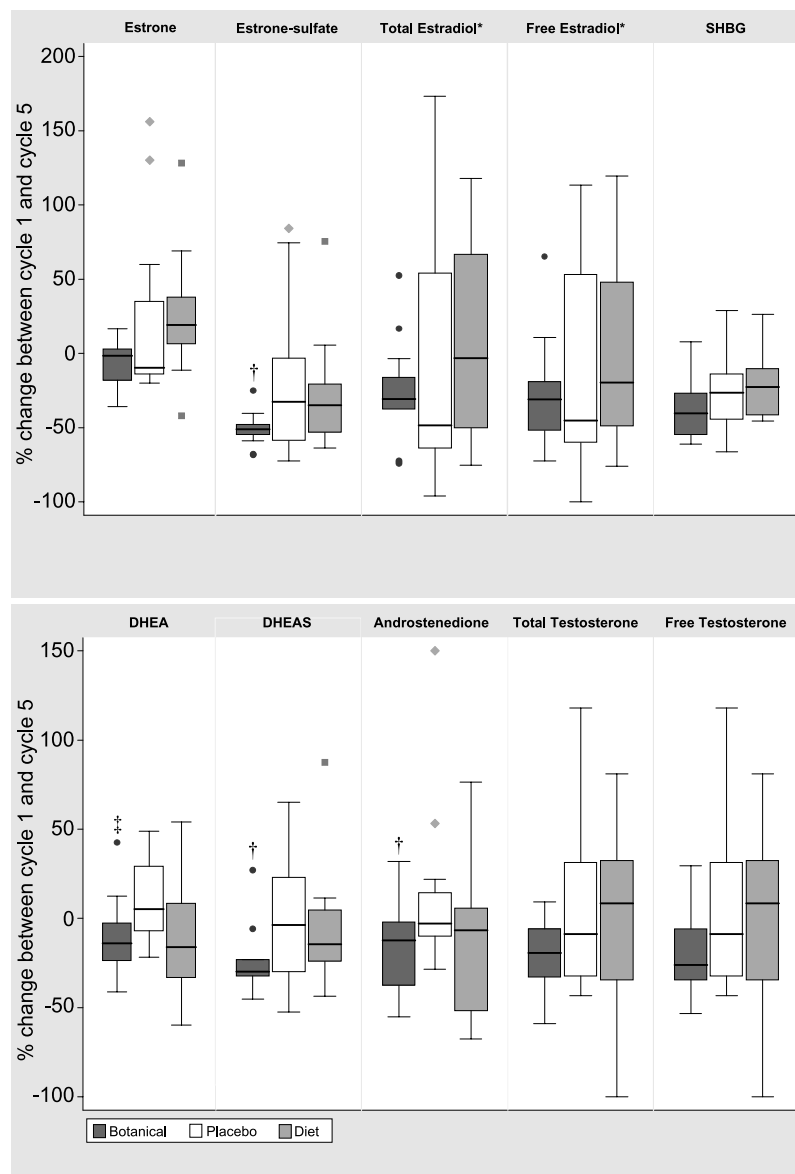 Estrone Estrone-sulfate Total Estradiol* Free Estradiol* SHBG
% change between cycle 1 and cycle 5
200
150
100
50
0
-50
-100
†
DHEA DHEAS Androstenedione Total Testosterone Free Testosterone
% change between cycle 1 and cycle 5
150
100
50
0
-50
-100
‡ † †
Botanical Placebo Diet